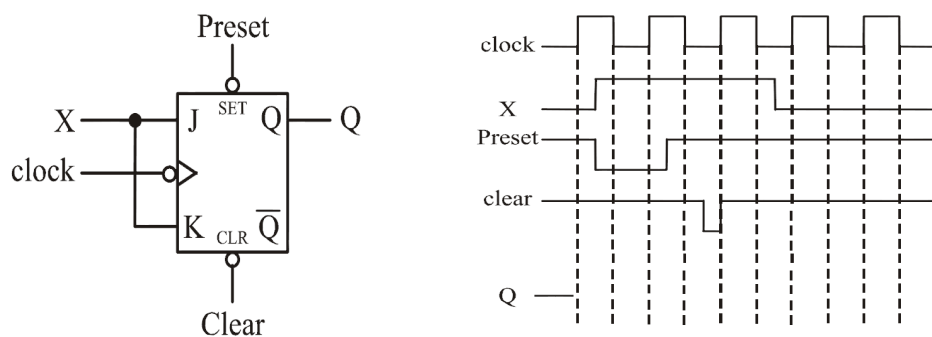 Preset
SET
X
J
Q
Q
clock
K
CLR
Q̅
Clear
clock
X
Preset
clear
Q